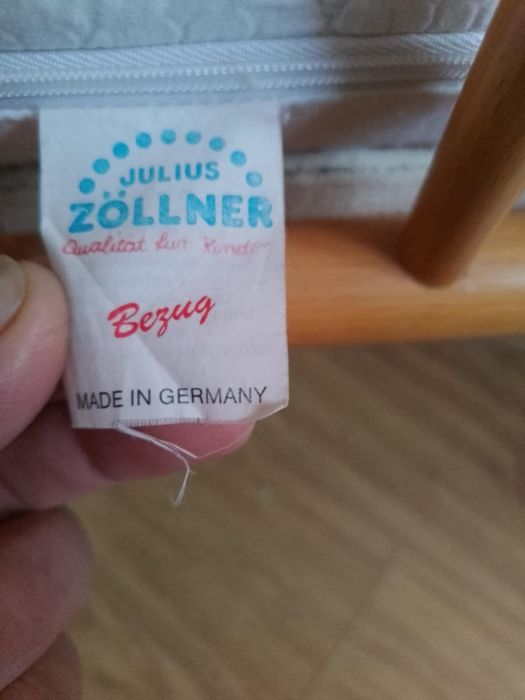 JULIUS
ZÖLLNER
Qualität für Kinder
Bezug
MADE IN GERMANY